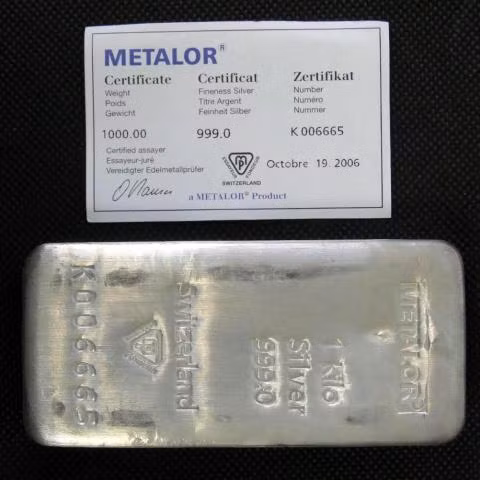 METALOR®
Certificate Certificat Zertifikat
Weight Fineness Silver Number
Poids Titre Argent Numéro
Gewicht Feinheit Silber Nummer
1000.00 999.0 K 006665
Certified assayer
Essayeur-juré
Vereidigter Edelmetallprüfer
Octobre 19. 2006
SWITZERLAND
a METALOR® Product
METALOR
1 Kilo
Silver
999.0
Switzerland
K006665